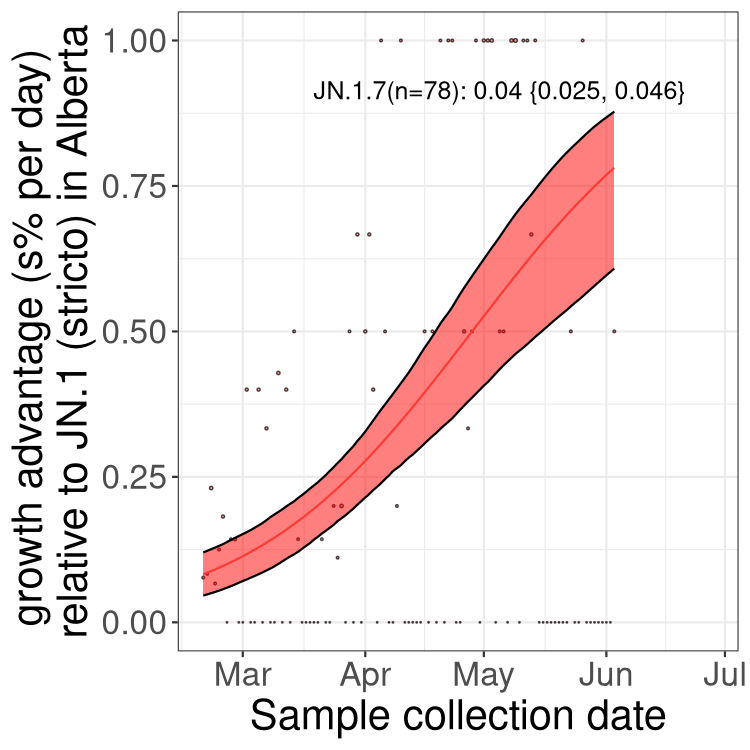 growth advantage (s% per day)
relative to JN.1 (stricto) in Alberta
1.00
0.75
0.50
0.25
0.00
JN.1.7(n=78): 0.04 {0.025, 0.046}
Mar Apr May Jun Jul
Sample collection date